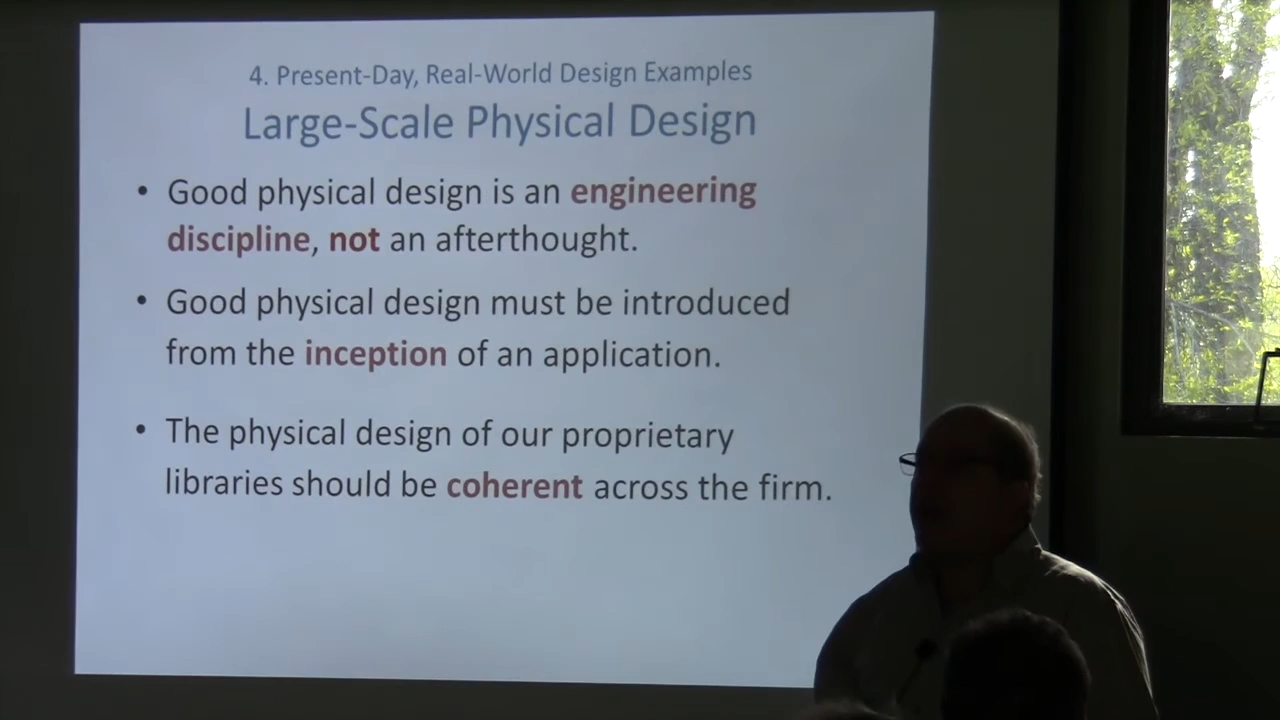 4. Present-Day, Real-World Design Examples
Large-Scale Physical Design
• Good physical design is an engineering
discipline, not an afterthought.
• Good physical design must be introduced
from the inception of an application.
• The physical design of our proprietary
libraries should be coherent across the firm.